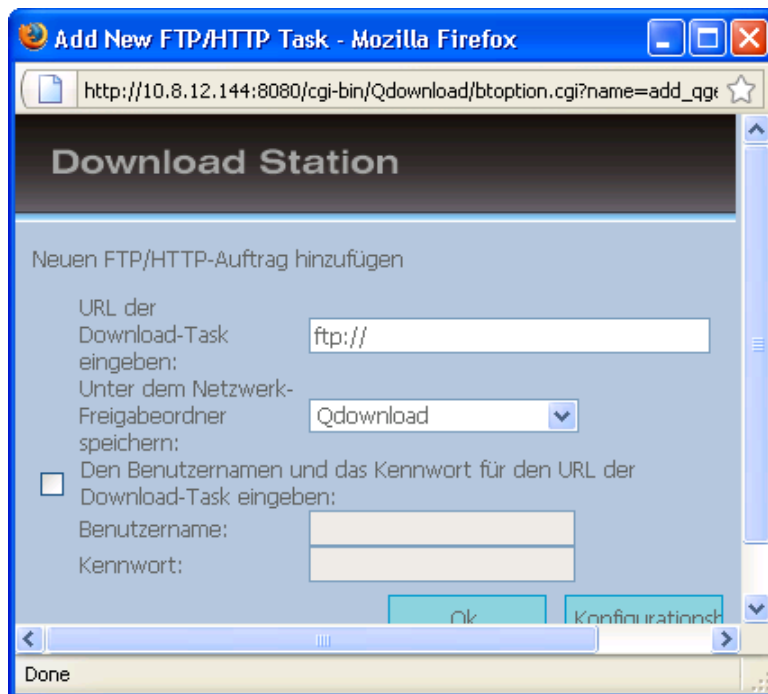 Add New FTP/HTTP Task - Mozilla Firefox
http://10.8.12.144:8080/cgi-bin/Qdownload/btoption.cgi?name=add_qge
Download Station
Neuen FTP/HTTP-Auftrag hinzufügen
URL der
Download-Task
eingeben:
ftp://
Unter dem Netzwerk-
Freigabeordner
speichern:
Qdownload
Den Benutzernamen und das Kennwort für den URL der
Download-Task eingeben:
Benutzername:
Kennwort:
Ok
Konfigurationsh
Done